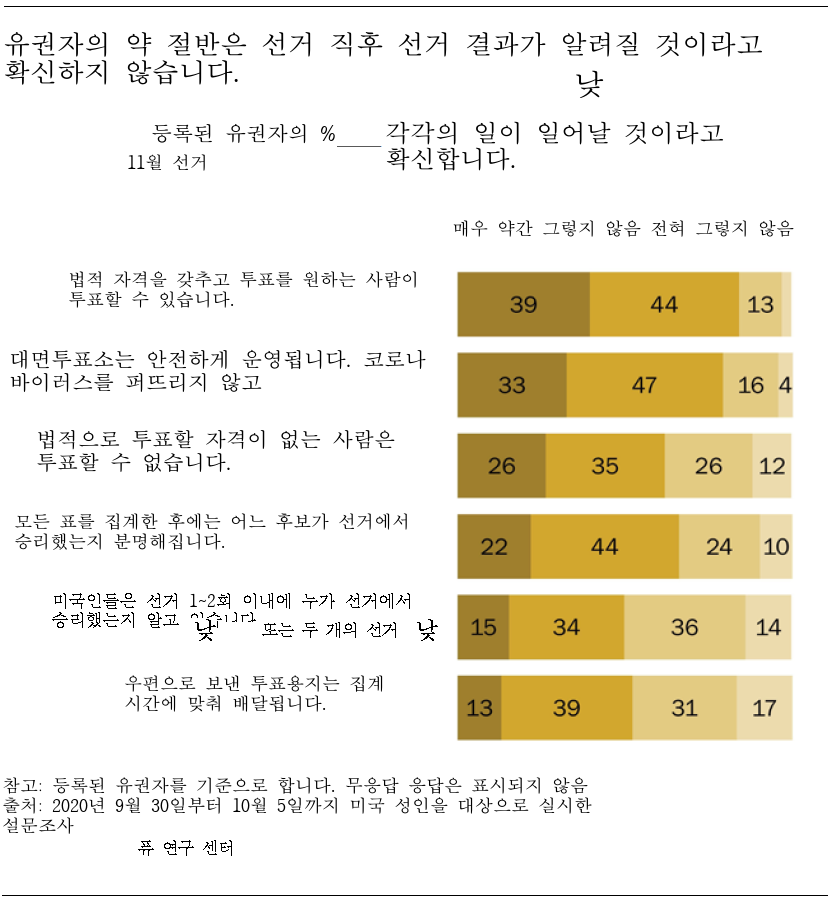 유권자의 약 절반은 선거 직후 선거 결과가 알려질 것이라고
확신하지 않습니다.
낮
등록된 유권자의 %____ 각각의 일이 일어날 것이라고
확신합니다.
11월 선거
매우 약간 그렇지 않음 전혀 그렇지 않음
법적 자격을 갖추고 투표를 원하는 사람이
투표할 수 있습니다.
39 44 13
대면투표소는 안전하게 운영됩니다. 코로나
바이러스를 퍼뜨리지 않고
33 47 16 4
법적으로 투표할 자격이 없는 사람은
투표할 수 없습니다.
26 35 26 12
모든 표를 집계한 후에는 어느 후보가 선거에서
승리했는지 분명해집니다.
22 44 24 10
미국인들은 선거 1~2회 이내에 누가 선거에서
승리했는지 알고
낮 또는 두 개의 선거 낮
15 34 36 14
우편으로 보낸 투표용지는 집계
시간에 맞춰 배달됩니다.
13 39 31 17
참고: 등록된 유권자를 기준으로 합니다. 무응답 응답은 표시되지 않음
출처: 2020년 9월 30일부터 10월 5일까지 미국 성인을 대상으로 실시한
설문조사
퓨 연구 센터